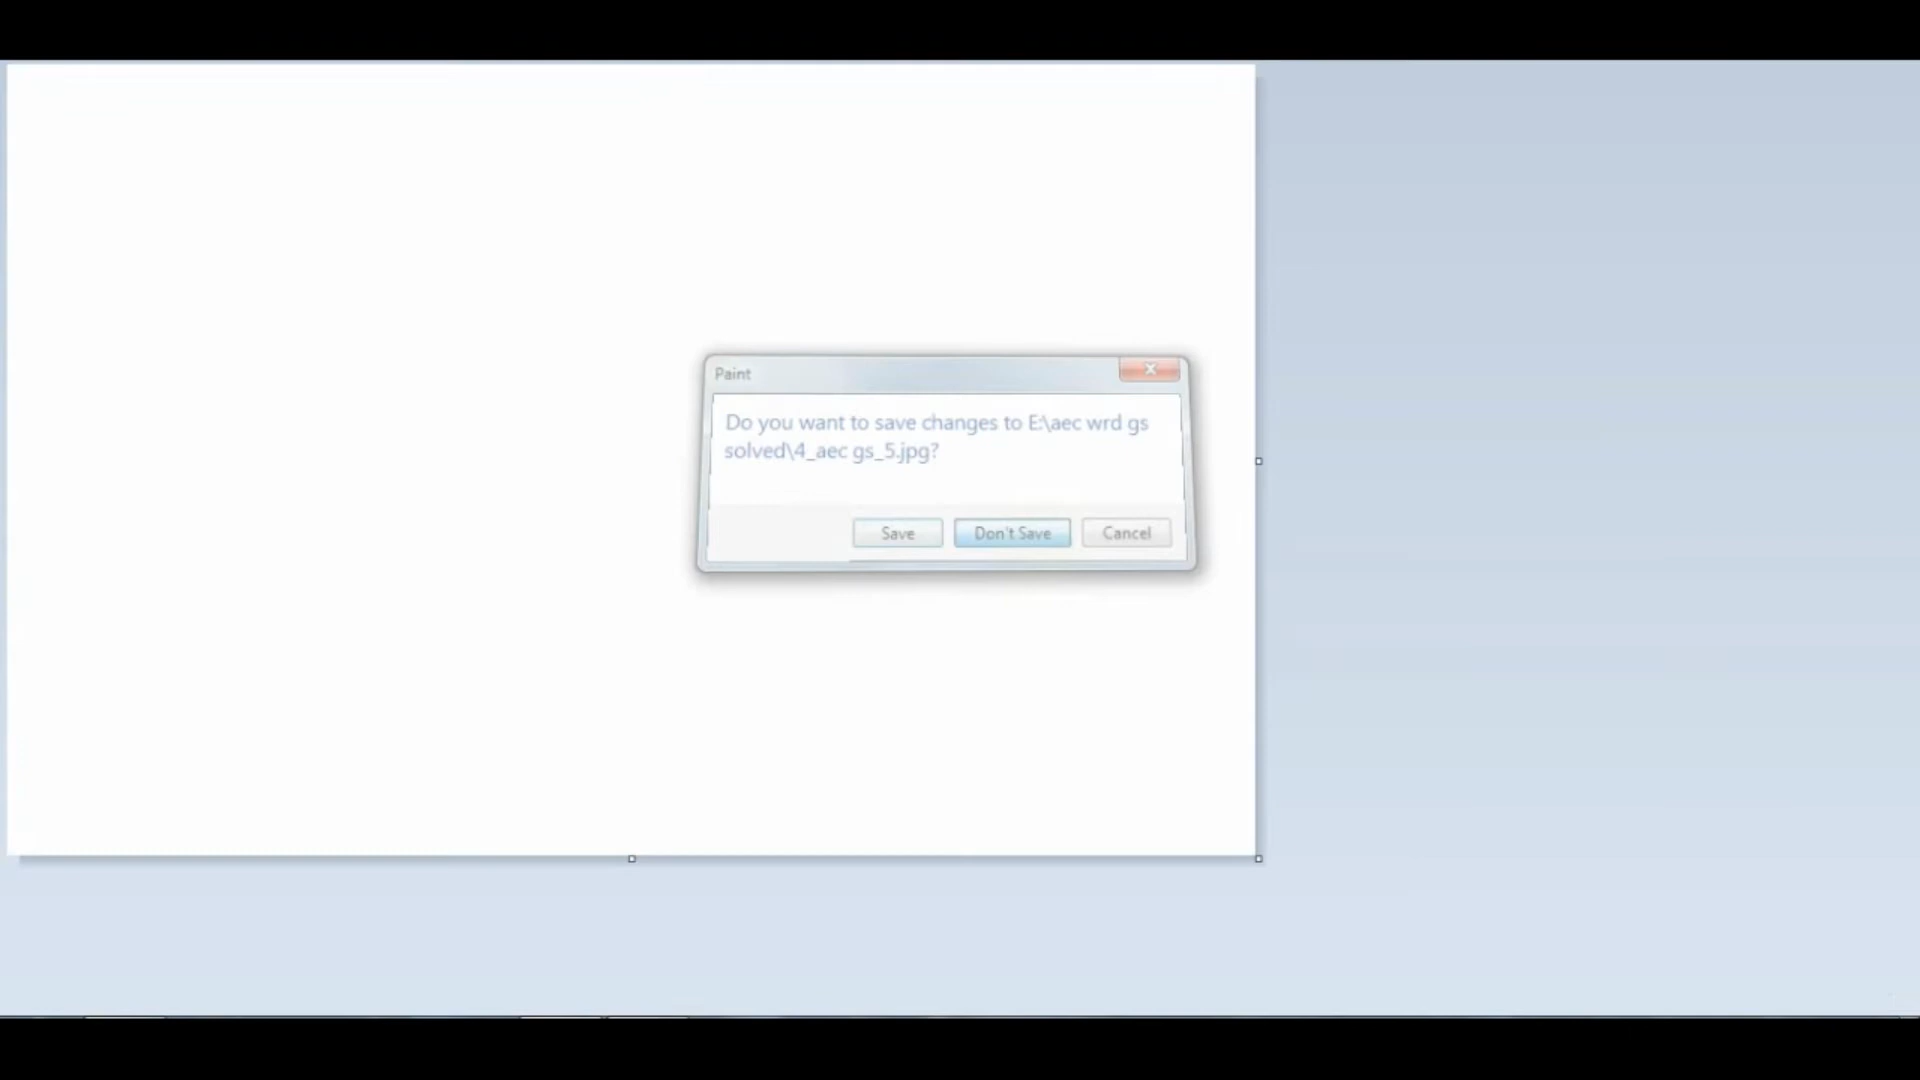 Paint
Do you want to save changes to E:\aec wrd gs
solved\4_aec gs_5.jpg?
Save Don't Save Cancel